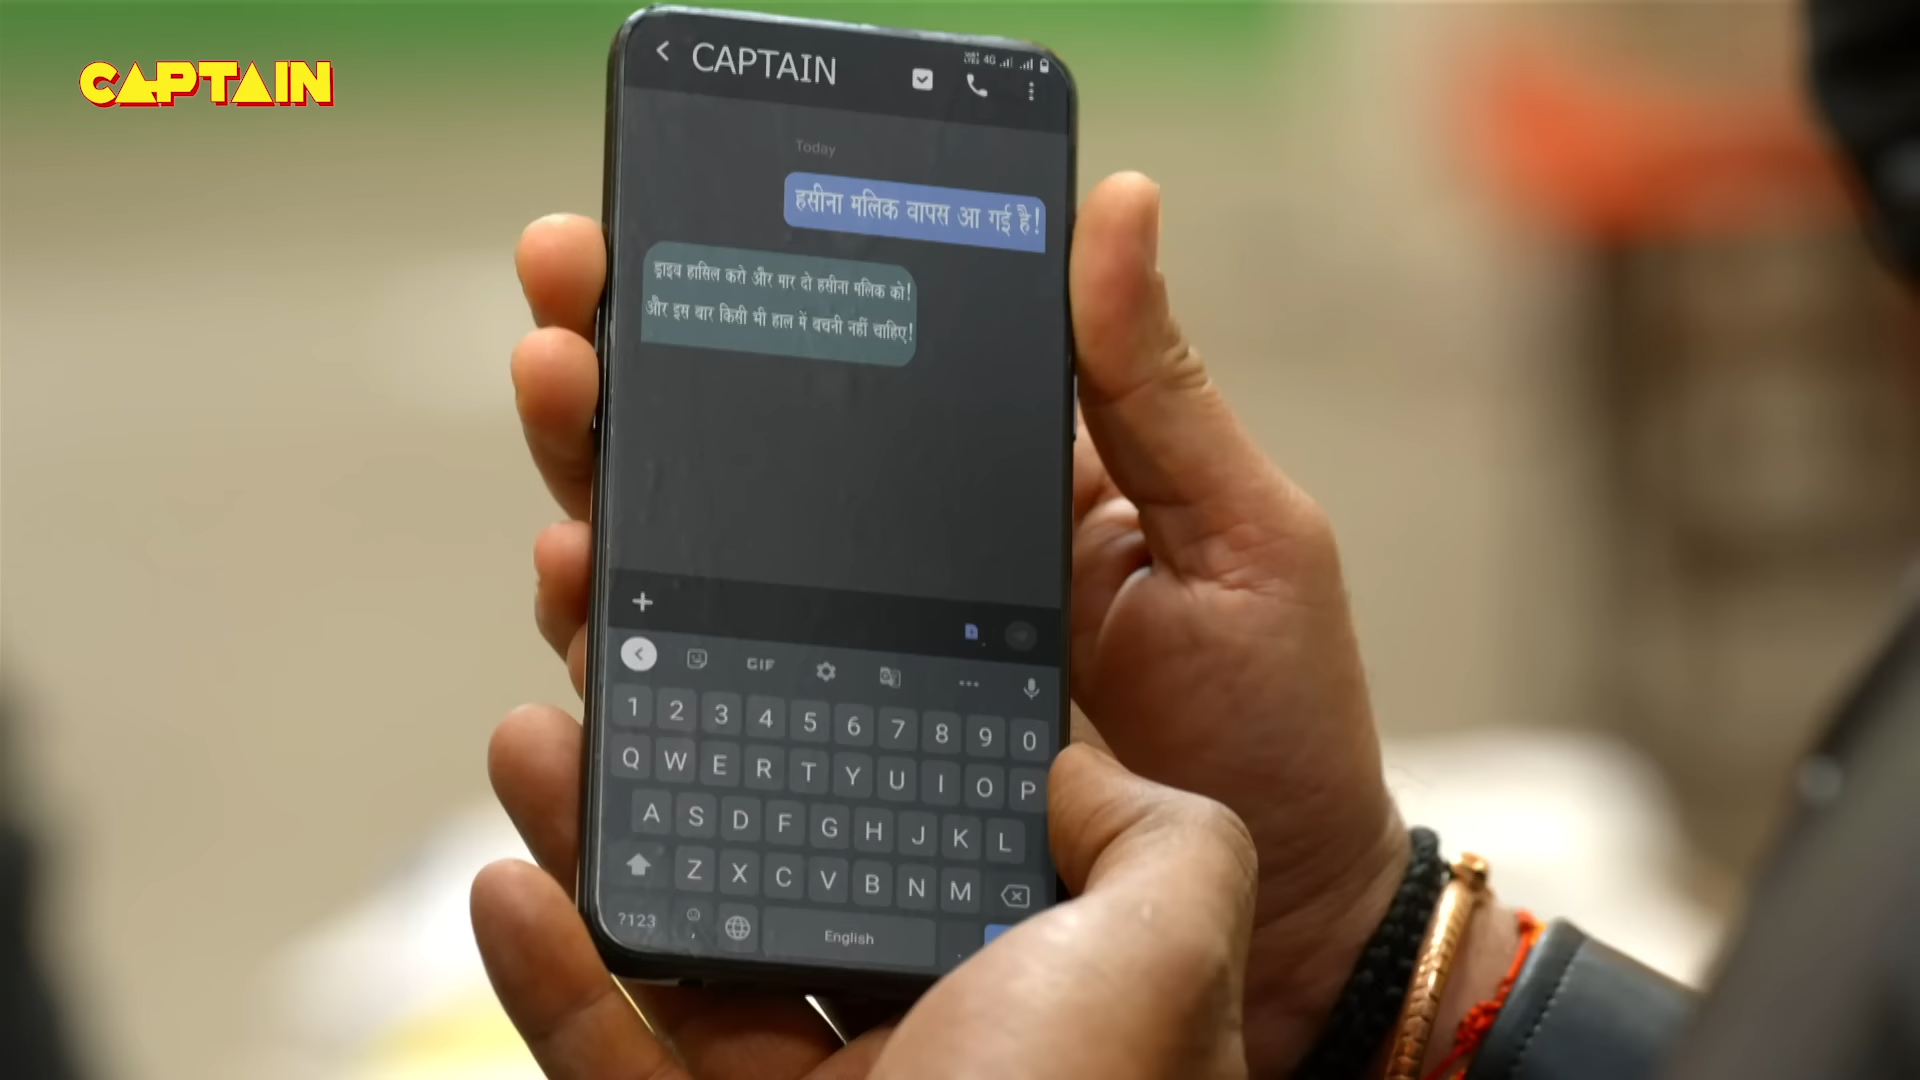 CAPTAIN
CAPTAIN
4G
Today
हसीना मलिक वापस आ गई है!
ड्राइव हासिल करो और मार दो हसीना मलिक को!
और इस बार किसी भी हाल में बचनी नहीं चाहिए!
GIF
1 2 3 4 5 6 7 8 9 0
Q W E R T Y U I O P
A S D F G H J K L
Z X C V B N M
?123 , English .